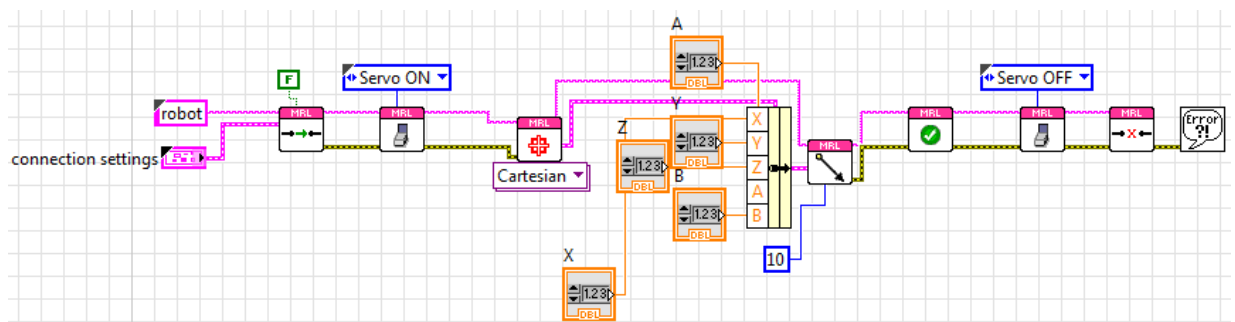 A
F
Servo ON
Servo OFF
1.23
DBL
robot
MRL
MRL
Y
X
MRL
MRL
MRL
Error
?!
MRL
Z
1.23
DBL
Y
connection settings
1.23
DBL
Z
MRL
Cartesian
B
A
1.23
DBL
B
10
X
1.23
DBL